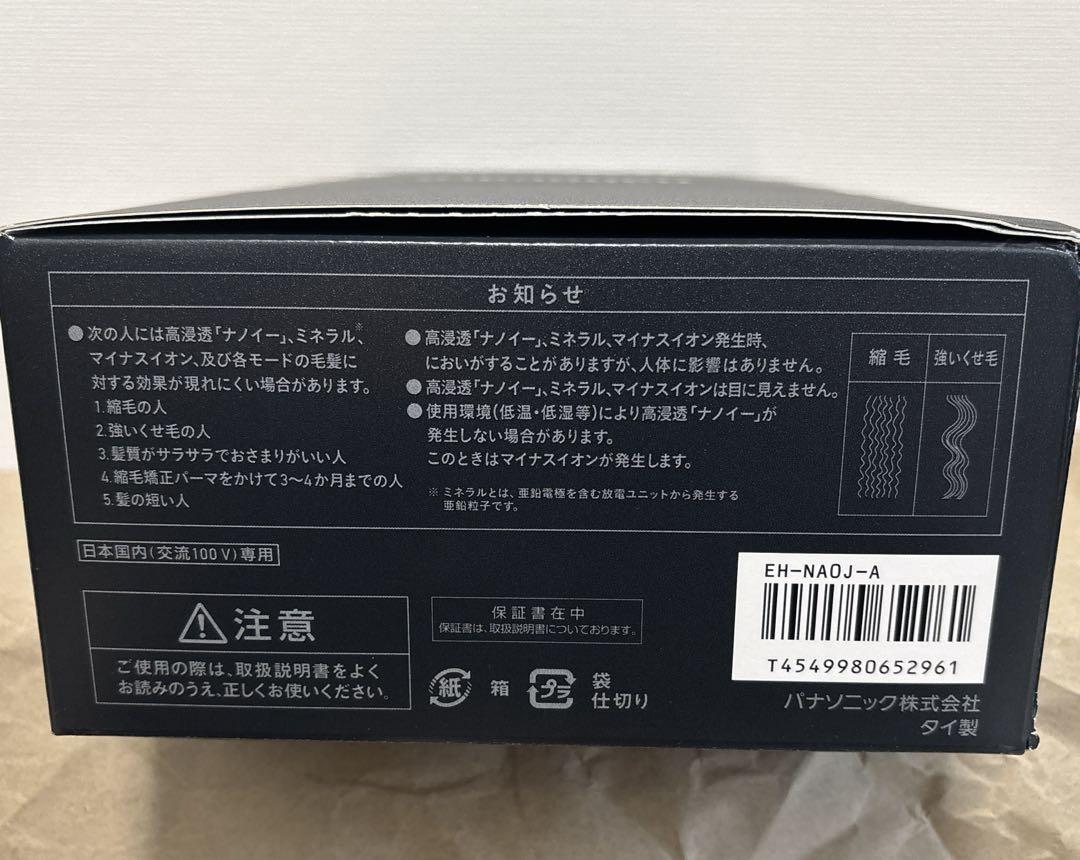 お知らせ
●次の人には高浸透「ナノイー」、ミネラル、※
マイナスイオン、及び各モードの毛髪に
対する効果が現れにくい場合があります。
1.縮毛の人
2.強いくせ毛の人
3.髪質がサラサラでおさまりがいい人
4.縮毛矯正パーマをかけて3〜4か月までの人
5.髪の短い人
●高浸透「ナノイー」、ミネラル、マイナスイオン発生時、
においがすることがありますが、人体に影響はありません。
●高浸透「ナノイー」、ミネラル、マイナスイオンは目に見えません。
●使用環境(低温・低湿等)により高浸透「ナノイー」が
発生しない場合があります。
このときはマイナスイオンが発生します。
※ ミネラルとは、亜鉛電極を含む放電ユニットから発生する
亜鉛粒子です。
縮毛 強いくせ毛
日本国内(交流100V)専用
注意
ご使用の際は、取扱説明書をよく
お読みのうえ、正しくお使いください。
保証書在中
保証書は、取扱説明書についております。
紙 箱
プラ 袋
仕切り
EH-NA0J-A
T4549980652961
パナソニック株式会社
タイ製